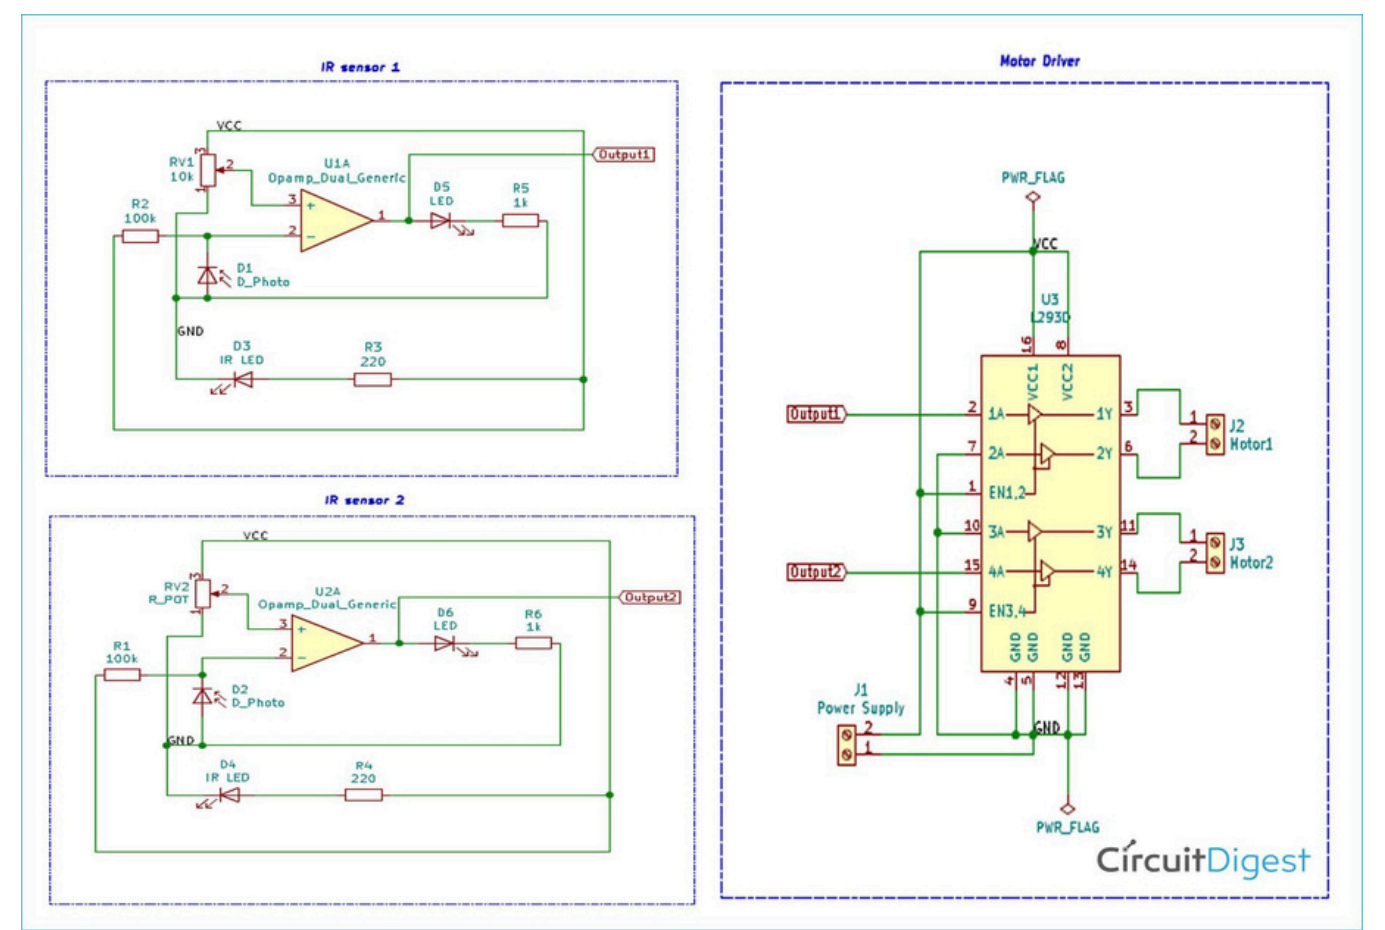 IR sensor 1
VCC
RV1
10k
3
2
1
U1A
Opamp_Dual_Generic
3
+
2
-
1
Output1
D5
LED
R5
1k
R2
100k
D1
D_Photo
GND
D3
IR LED
R3
220
IR sensor 2
VCC
RV2
R_POT
3
2
1
U2A
Opamp_Dual_Generic
3
+
2
-
1
Output2
D6
LED
R6
1k
R1
100k
D2
D_Photo
GND
D4
IR LED
R4
220
Motor Driver
PWR_FLAG
VCC
U3
L293D
16
8
VCC1
VCC2
Output1
2
1A
1Y
3
7
2A
2Y
6
1
EN1,2
10
3A
3Y
11
Output2
15
4A
4Y
14
9
EN3,4
1
2
J2
Motor1
1
2
J3
Motor2
GND
GND
GND
GND
4
5
12
13
J1
Power Supply
2
1
GND
PWR_FLAG
CircuitDigest